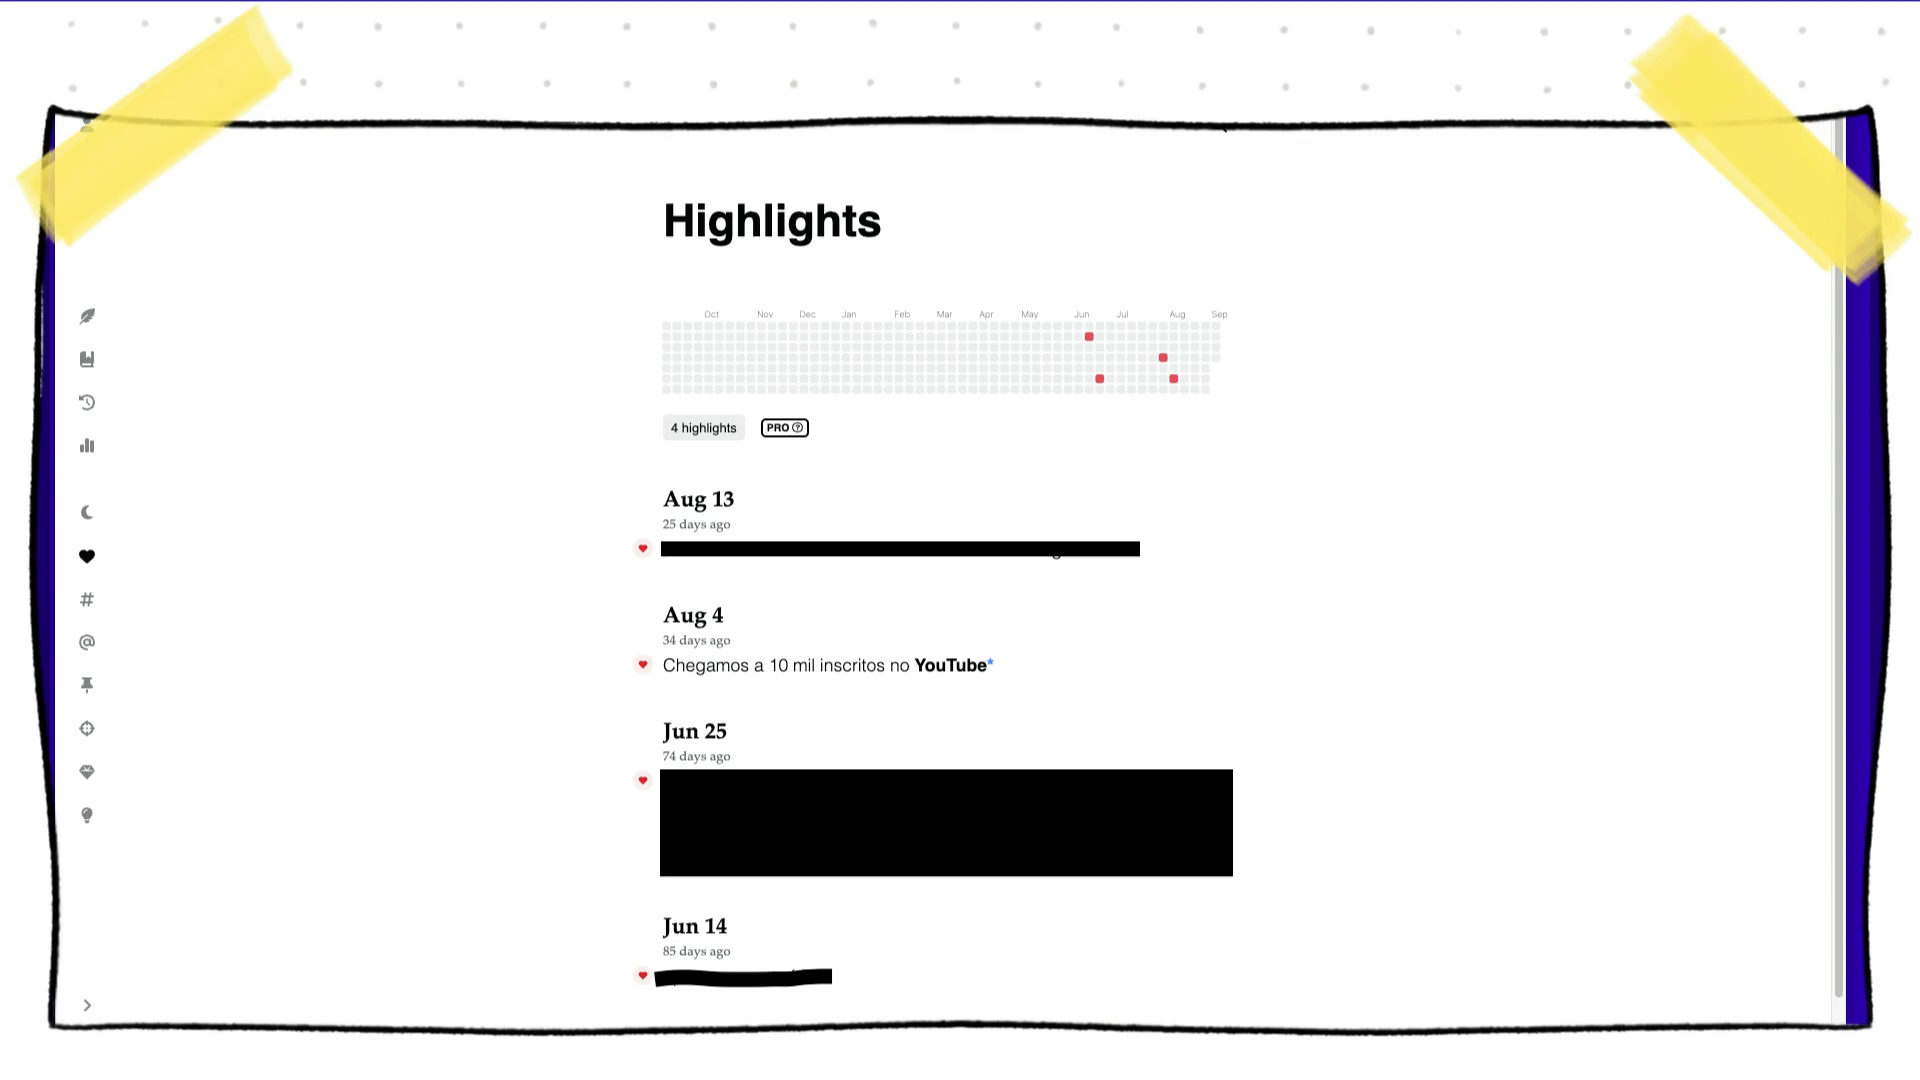 Highlights
Oct Nov Dec Jan Feb Mar Apr May Jun Jul Aug Sep
4 highlights PRO
Aug 13
25 days ago
Aug 4
34 days ago
Chegamos a 10 mil inscritos no YouTube*
Jun 25
74 days ago
Jun 14
85 days ago